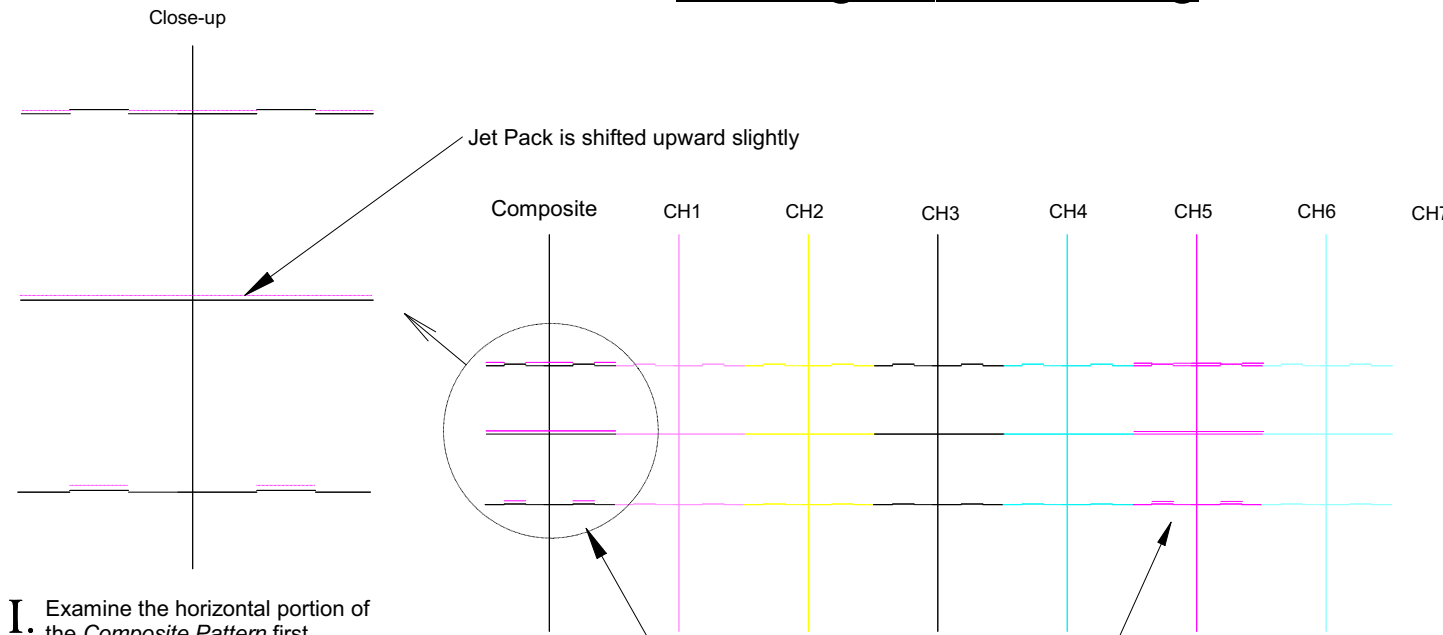 Close-up
Jet Pack is shifted upward slightly
Composite CH1 CH2 CH3 CH4 CH5 CH6 CH7
I. Examine the horizontal portion of
the Composite Pattern first